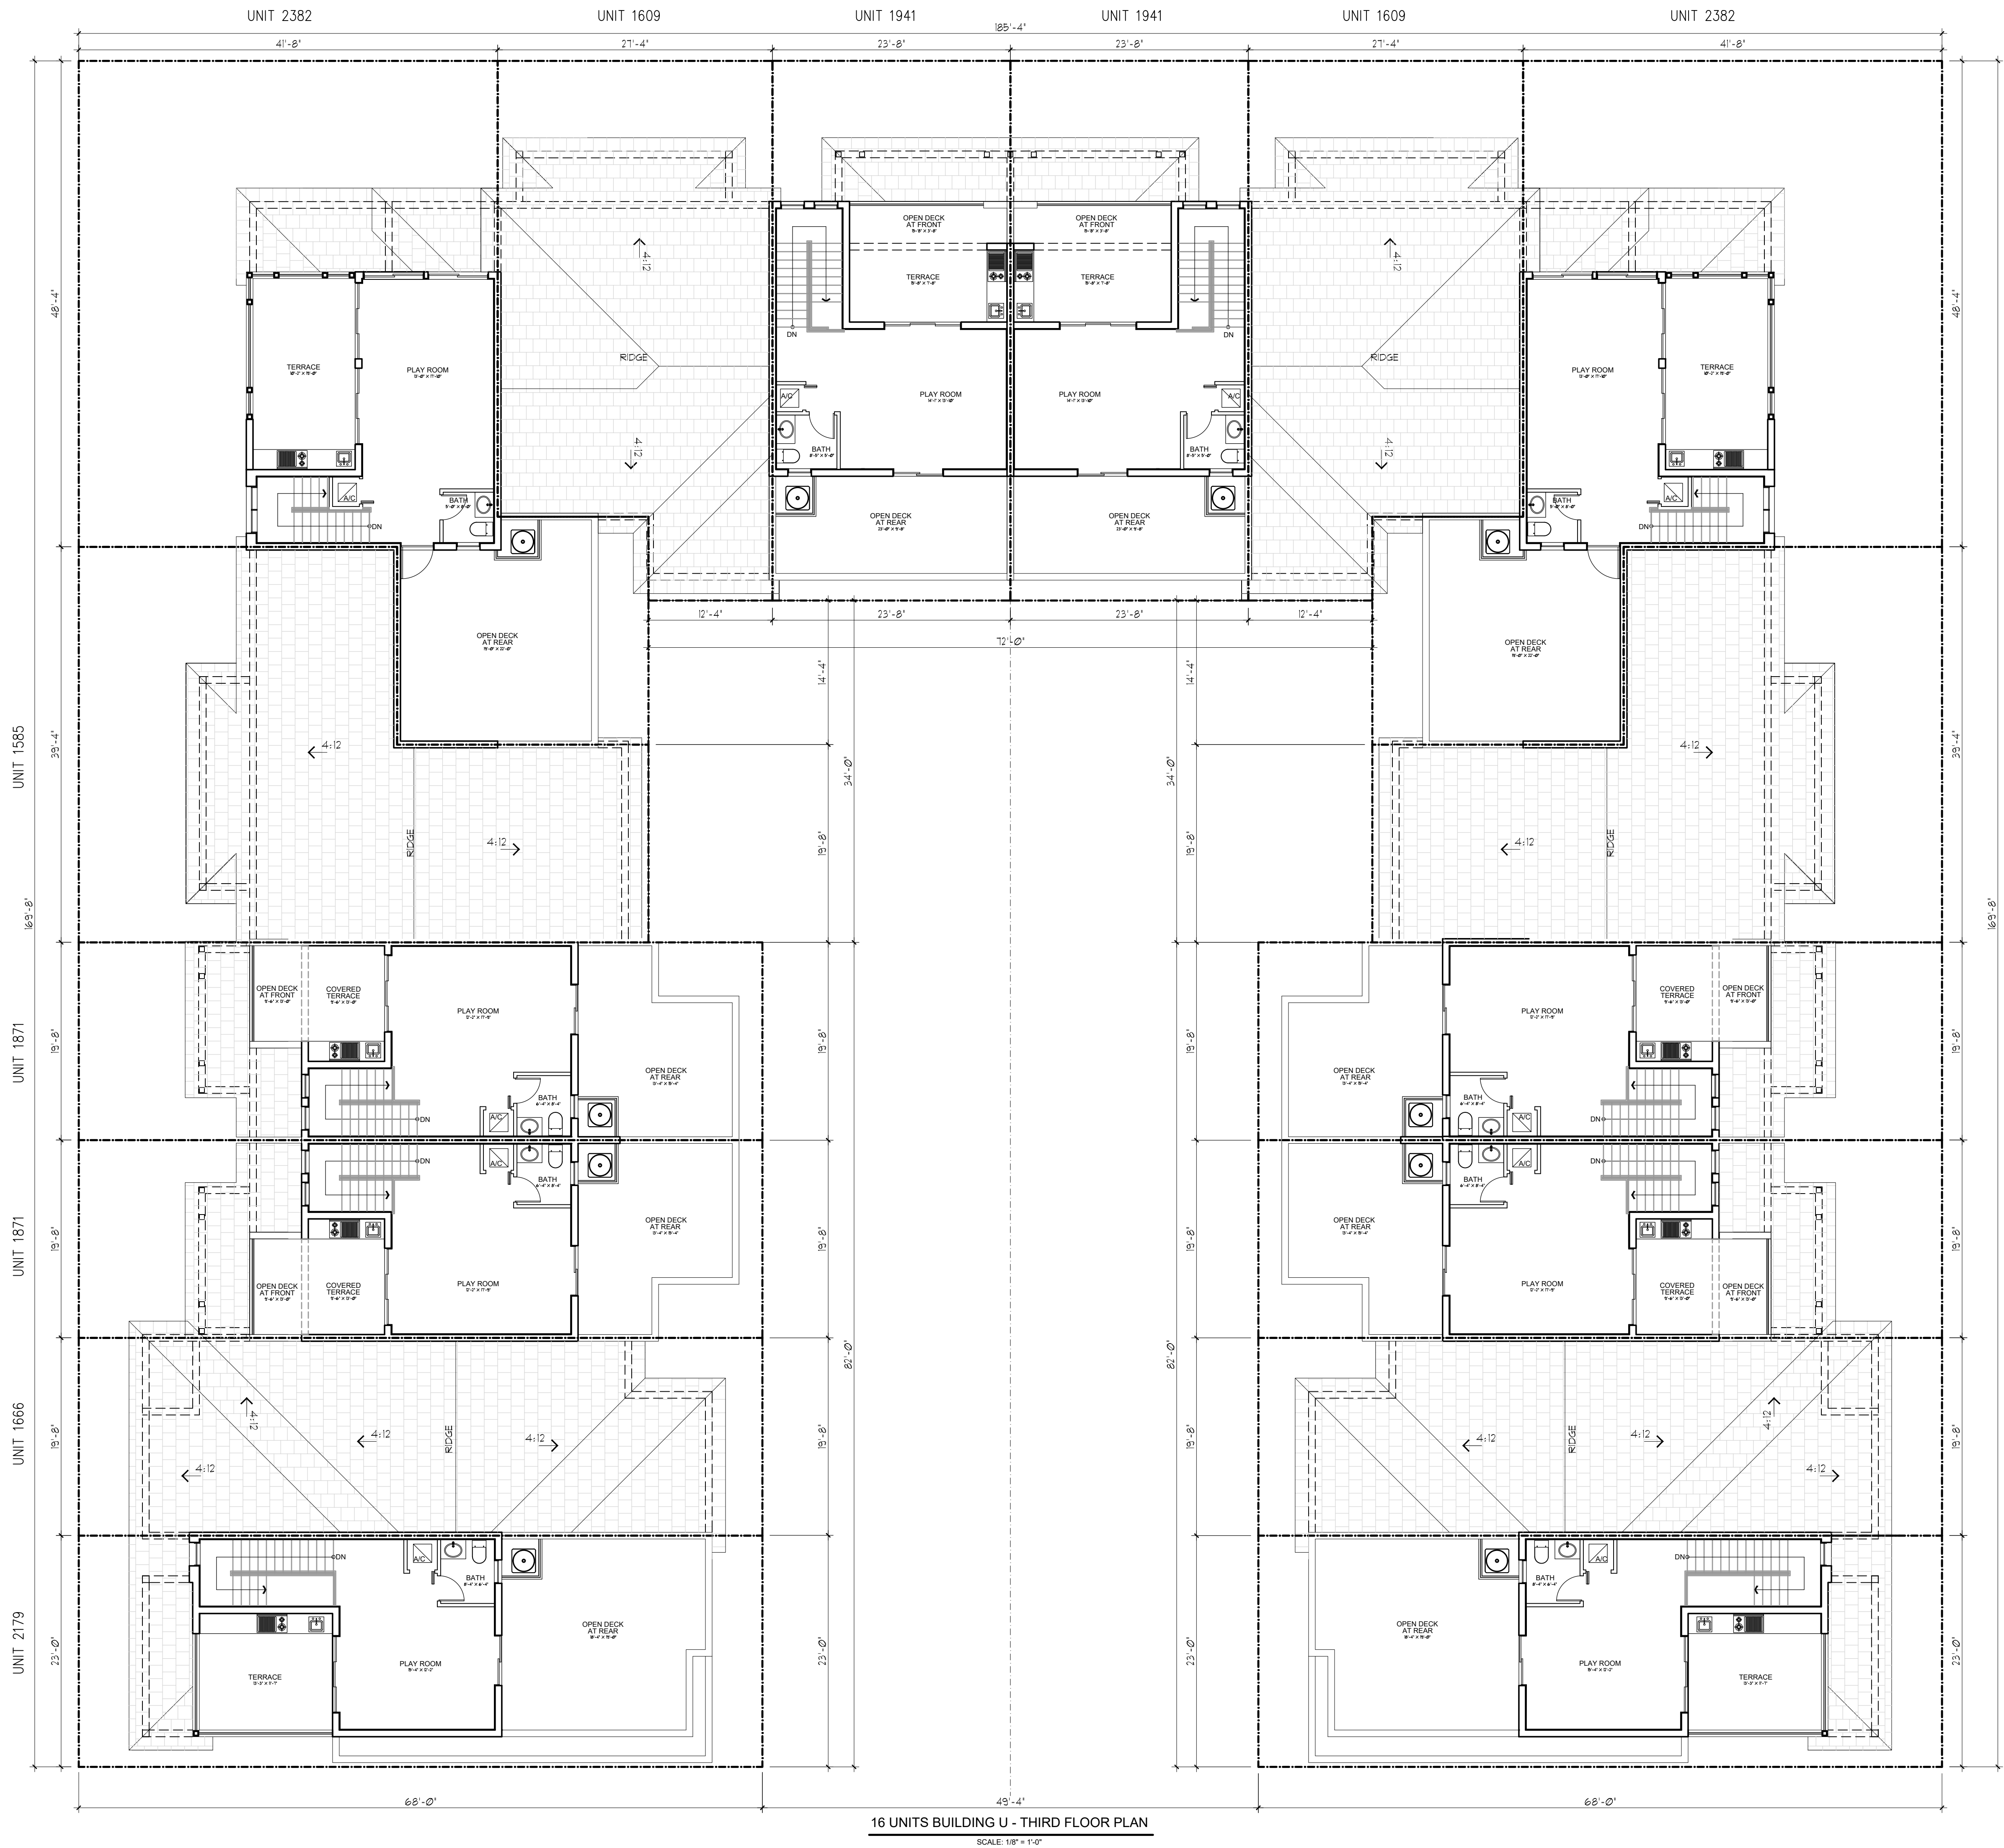 UNIT 2382
UNIT 1609
UNIT 1941
UNIT 1941
UNIT 1609
UNIT 2382
185'-4"
41'-8"
27'-4"
23'-8"
23'-8"
27'-4"
41'-8"
OPEN DECK
AT FRONT
OPEN DECK
AT FRONT
4:12
4:12
TERRACE
TERRACE
48'-4"
48'-4"
DN
DN
RIDGE
RIDGE
TERRACE
PLAY ROOM
PLAY ROOM
TERRACE
A/C
PLAY ROOM
PLAY ROOM
A/C
4:12
4:12
BATH
BATH
A/C
BATH
BATH
A/C
DN
OPEN DECK
AT REAR
OPEN DECK
AT REAR
DN
12'-4"
23'-8"
23'-8"
12'-4"
72'-0"
OPEN DECK
AT REAR
OPEN DECK
AT REAR
14'-4"
14'-4"
UNIT 1585
39'-4"
4:12
4:12
39'-4"
34'-0"
34'-0"
RIDGE
4:12
19'-8"
19'-8"
4:12
RIDGE
169'-8"
169'-8"
OPEN DECK
AT FRONT
COVERED
TERRACE
PLAY ROOM
PLAY ROOM
COVERED
TERRACE
OPEN DECK
AT FRONT
UNIT 1871
19'-8"
19'-8"
19'-8"
19'-8"
OPEN DECK
AT REAR
OPEN DECK
AT REAR
BATH
BATH
DN
A/C
A/C
DN
DN
A/C
A/C
DN
BATH
BATH
OPEN DECK
AT REAR
OPEN DECK
AT REAR
UNIT 1871
19'-8"
19'-8"
19'-8"
19'-8"
OPEN DECK
AT FRONT
COVERED
TERRACE
PLAY ROOM
PLAY ROOM
COVERED
TERRACE
OPEN DECK
AT FRONT
82'-0"
82'-0"
UNIT 1666
19'-8"
4:12
4:12
RIDGE
4:12
19'-8"
19'-8"
4:12
RIDGE
4:12
4:12
19'-8"
4:12
4:12
DN
A/C
BATH
BATH
A/C
DN
OPEN DECK
AT REAR
OPEN DECK
AT REAR
UNIT 2179
23'-0"
TERRACE
PLAY ROOM
23'-0"
23'-0"
PLAY ROOM
TERRACE
23'-0"
68'-0"
49'-4"
68'-0"
16 UNITS BUILDING U - THIRD FLOOR PLAN
SCALE: 1/8" = 1'-0"